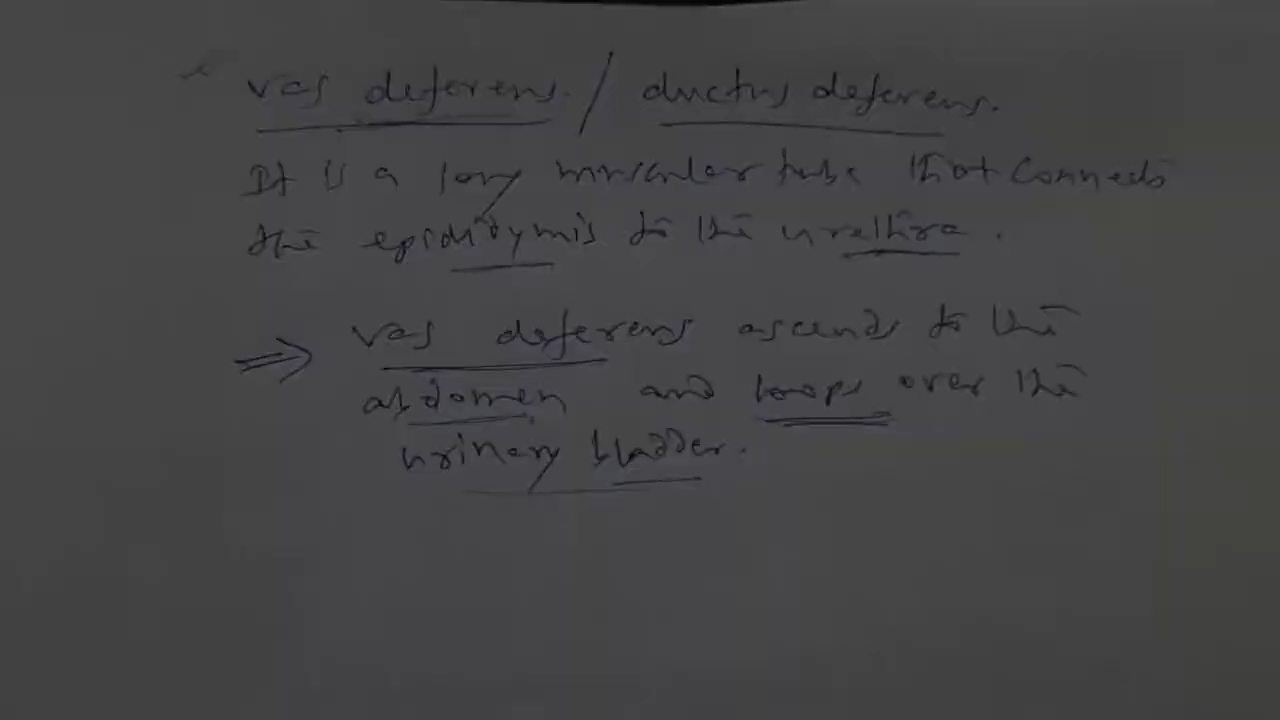 vas deferens. / ductus deferens.
It is a long muscular tube that connects
the epididymis to the urethra.
⇒ vas deferens ascends to the
abdomen and loops over the
urinary bladder.